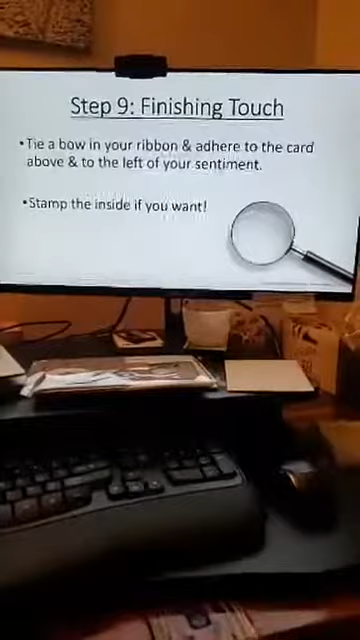 Step 9: Finishing Touch
•Tie a bow in your ribbon & adhere to the card
above & to the left of your sentiment.
•Stamp the inside if you want!